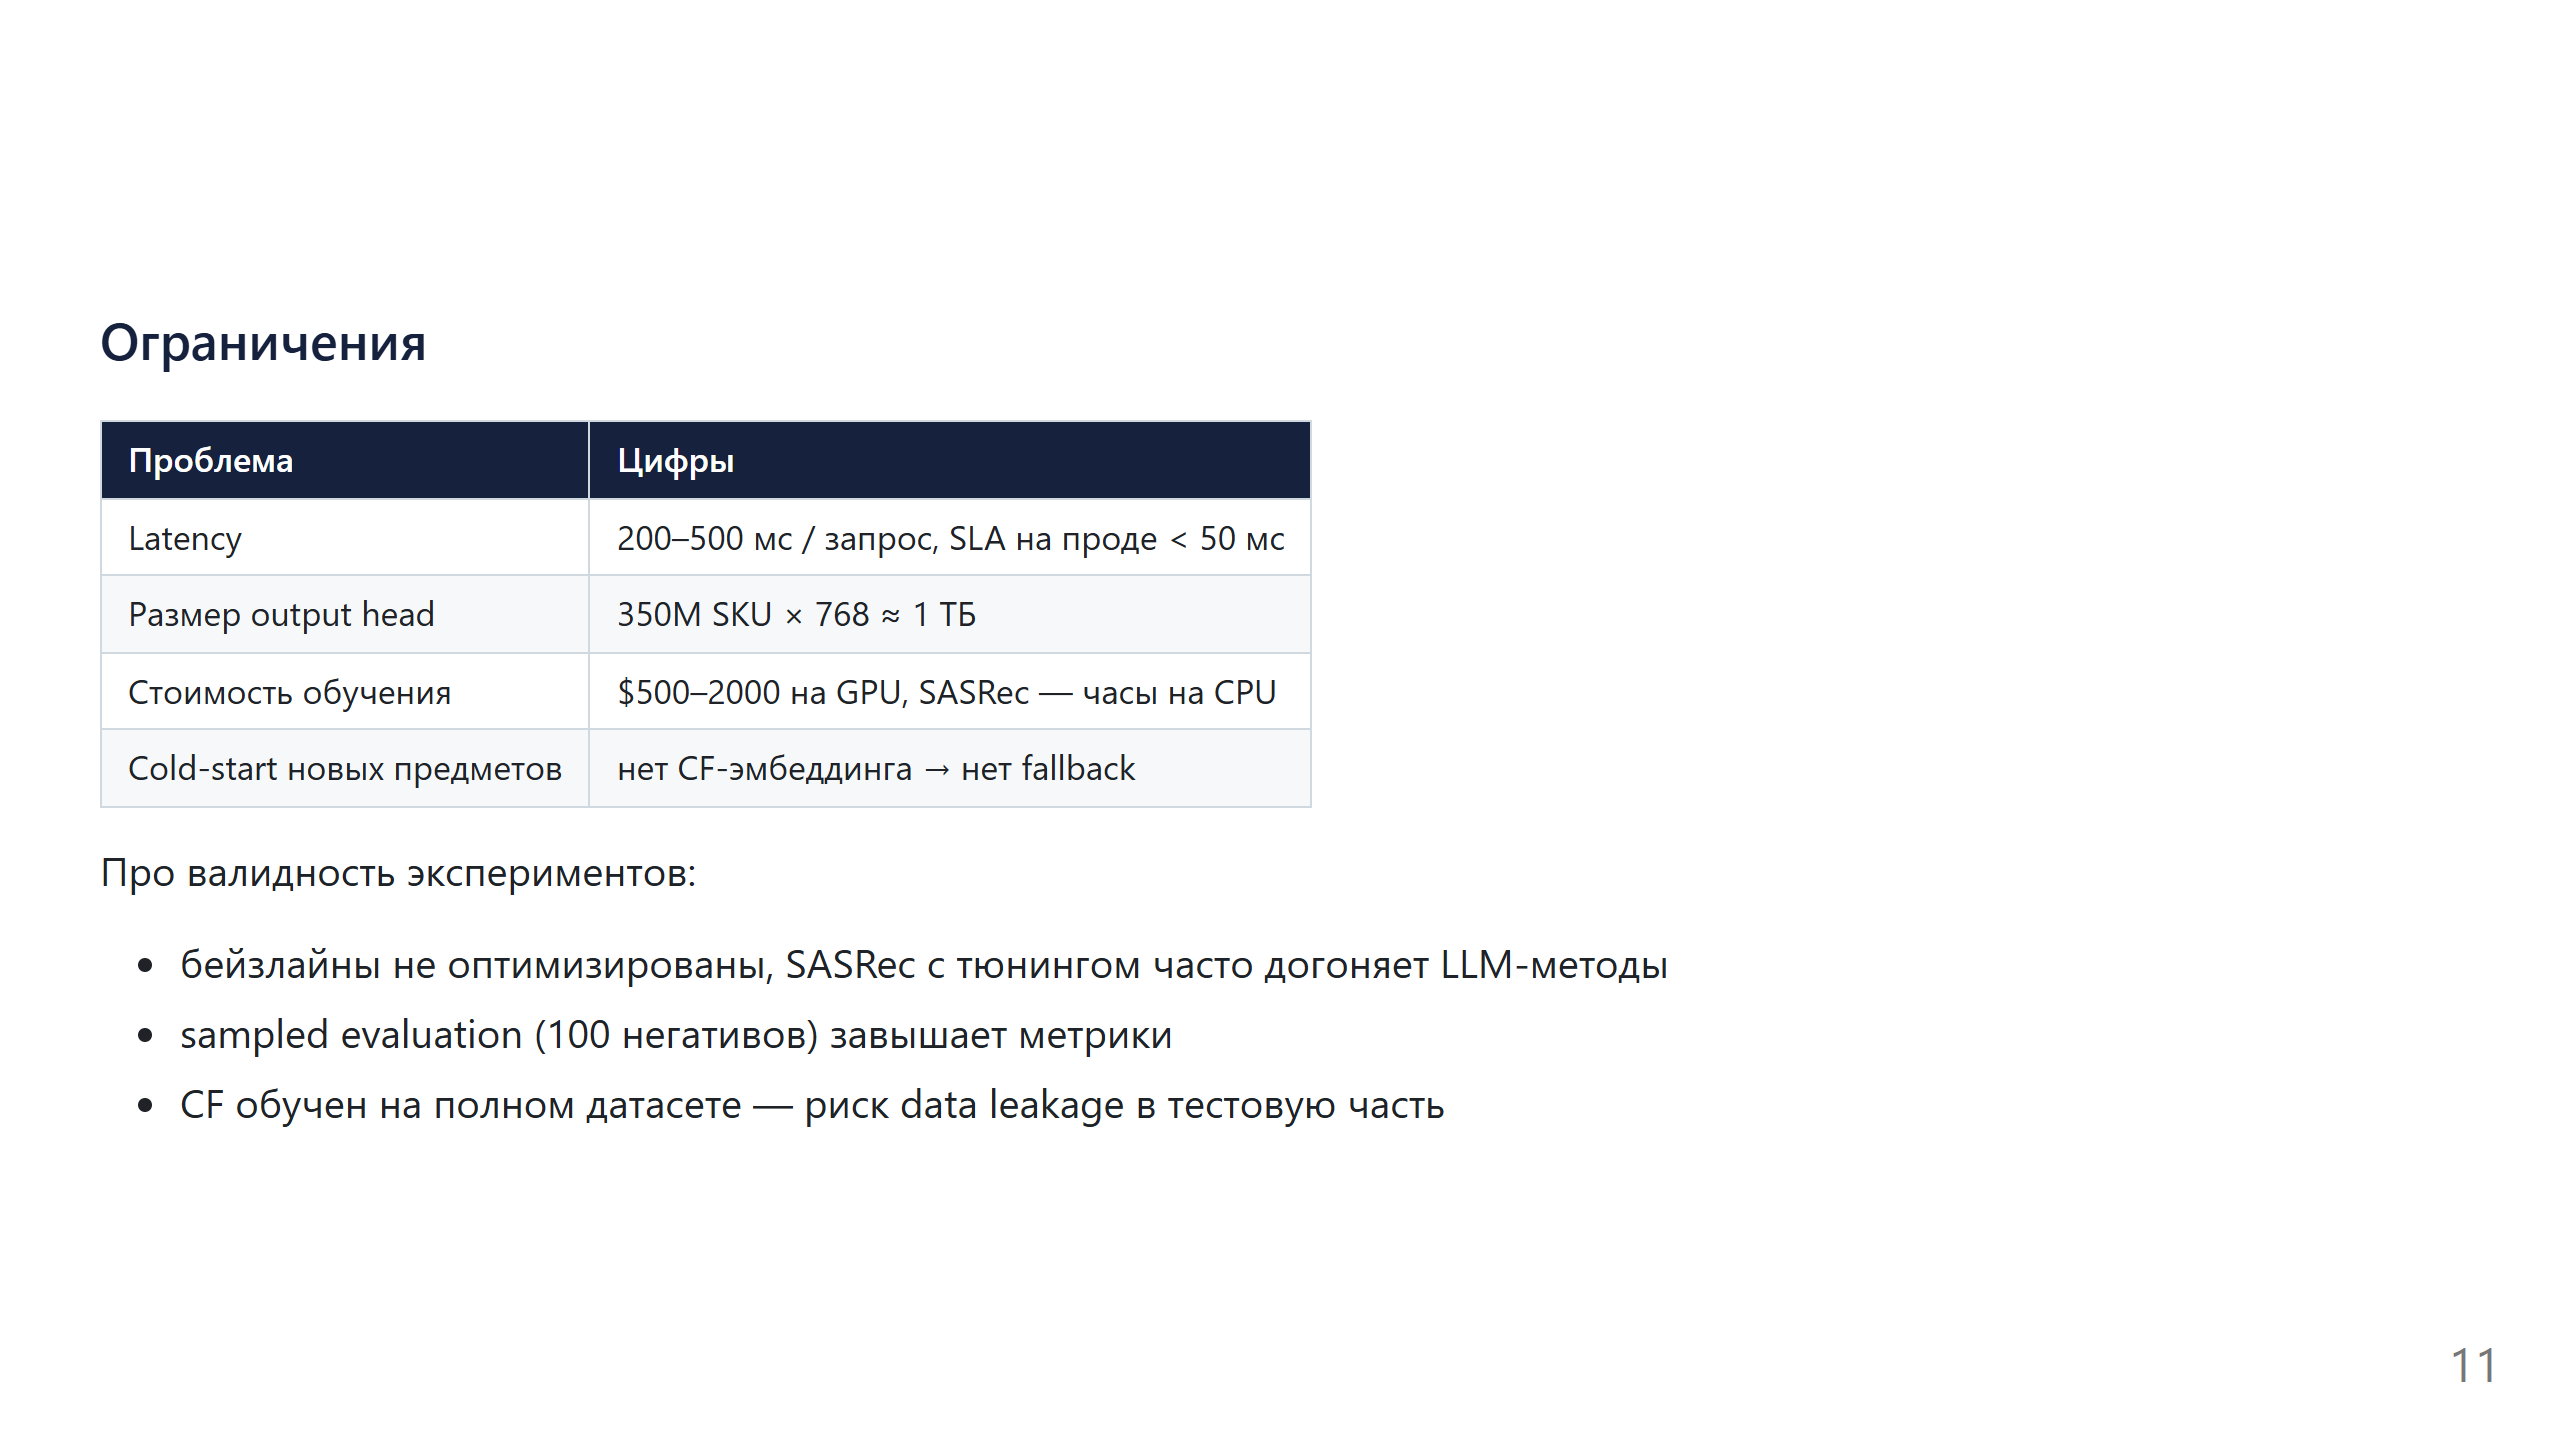 Ограничения
Проблема Цифры
Latency 200–500 мс / запрос, SLA на проде < 50 мс
Размер output head 350M SKU × 768 ≈ 1 ТБ
Стоимость обучения $500–2000 на GPU, SASRec — часы на CPU
Cold-start новых предметов нет CF-эмбеддинга → нет fallback
Про валидность экспериментов:
• бейзлайны не оптимизированы, SASRec с тюнингом часто догоняет LLM-методы
• sampled evaluation (100 негативов) завышает метрики
• CF обучен на полном датасете — риск data leakage в тестовую часть
11